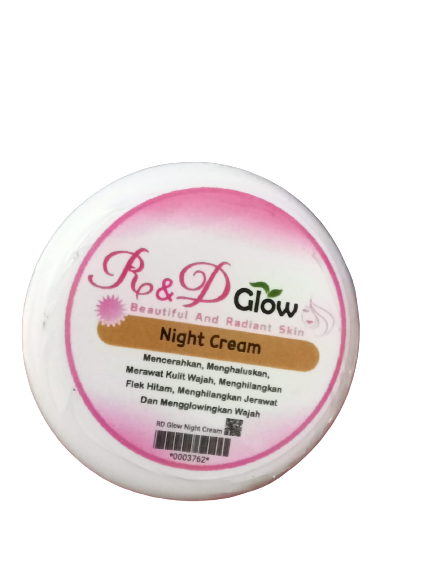 R&D Glow
Beautiful And Radiant Skin
Night Cream
Mencerahkan, Menghaluskan,
Merawat Kulit Wajah, Menghilangkan
Flek Hitam, Menghilangkan Jerawat
Dan Mengglowingkan Wajah
RD Glow Night Cream
*0003762*